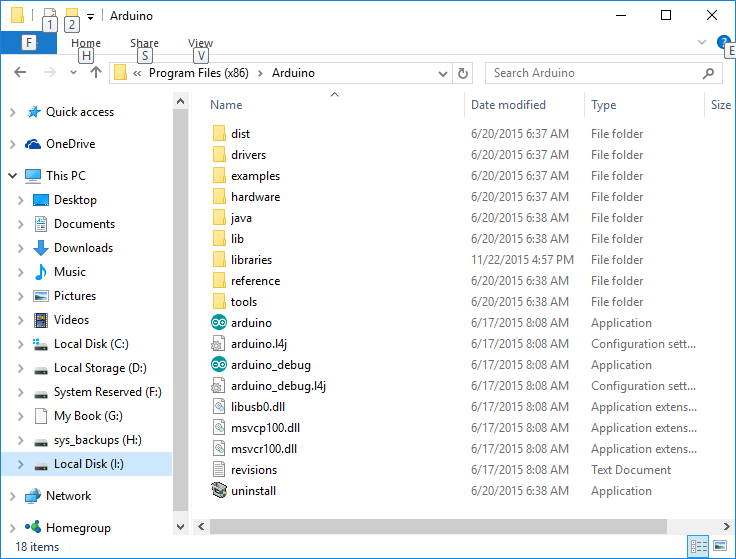 Arduino
1 2
F Home Share View E
H S V
« Program Files (x86) > Arduino Search Arduino
Name Date modified Type Size
Quick access
OneDrive
This PC
Desktop
Documents
Downloads
Music
Pictures
Videos
Local Disk (C:)
Local Storage (D:)
System Reserved (F:)
My Book (G:)
sys_backups (H:)
Local Disk (I:)
Network
Homegroup
dist 6/20/2015 6:37 AM File folder
drivers 6/20/2015 6:37 AM File folder
examples 6/20/2015 6:37 AM File folder
hardware 6/20/2015 6:37 AM File folder
java 6/20/2015 6:38 AM File folder
lib 6/20/2015 6:38 AM File folder
libraries 11/22/2015 4:57 PM File folder
reference 6/20/2015 6:38 AM File folder
tools 6/20/2015 6:38 AM File folder
arduino 6/17/2015 8:08 AM Application
arduino.l4j 6/17/2015 8:08 AM Configuration sett...
arduino_debug 6/17/2015 8:08 AM Application
arduino_debug.l4j 6/17/2015 8:08 AM Configuration sett...
libusb0.dll 6/17/2015 8:08 AM Application extens...
msvcp100.dll 6/17/2015 8:08 AM Application extens...
msvcr100.dll 6/17/2015 8:08 AM Application extens...
revisions 6/17/2015 8:08 AM Text Document
uninstall 6/20/2015 6:38 AM Application
18 items